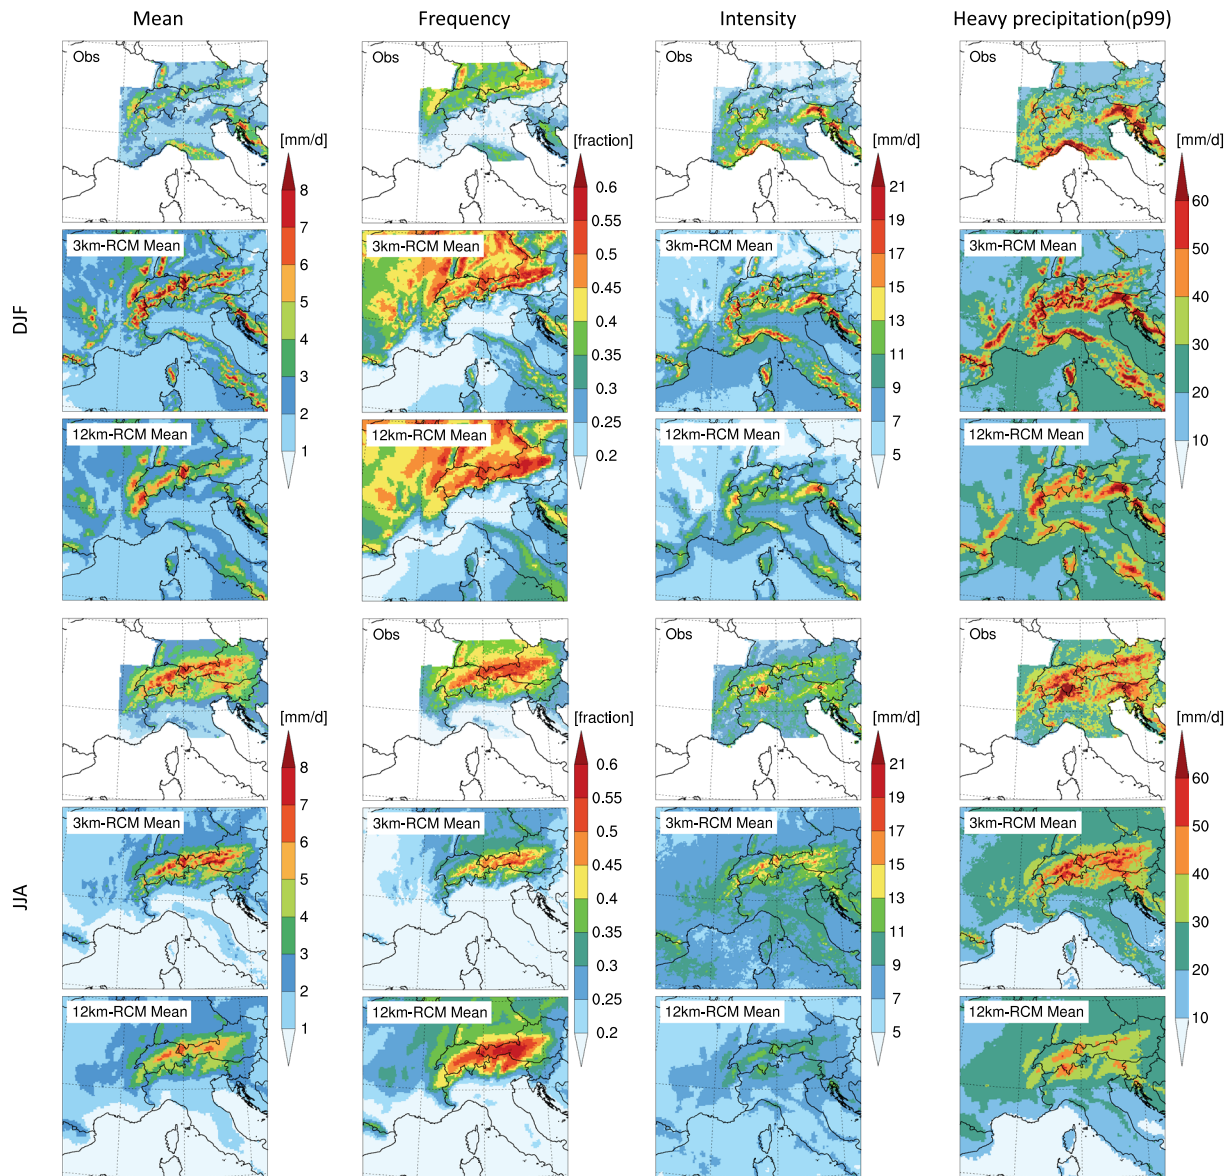 Mean Frequency Intensity Heavy precipitation(p99)
DJF
Obs
[mm/d]
8
7
6
5
4
3
2
1
Obs
[fraction]
0.6
0.55
0.5
0.45
0.4
0.35
0.3
0.25
0.2
Obs
[mm/d]
21
19
17
15
13
11
9
7
5
Obs
[mm/d]
60
50
40
30
20
10
3km-RCM Mean
3km-RCM Mean
3km-RCM Mean
3km-RCM Mean
12km-RCM Mean
12km-RCM Mean
12km-RCM Mean
12km-RCM Mean
JJA
[mm/d]
8
7
6
5
4
3
2
1
Obs
[fraction]
0.6
0.55
0.5
0.45
0.4
0.35
0.3
0.25
0.2
Obs
[mm/d]
21
19
17
15
13
11
9
7
5
Obs
[mm/d]
60
50
40
30
20
10
3km-RCM Mean
3km-RCM Mean
3km-RCM Mean
3km-RCM Mean
12km-RCM Mean
12km-RCM Mean
12km-RCM Mean
12km-RCM Mean